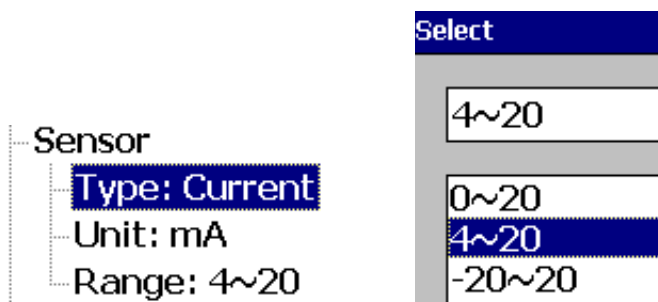 Sensor
Type: Current
Unit: mA
Range: 4~20
Select
4~20
0~20
4~20
-20~20